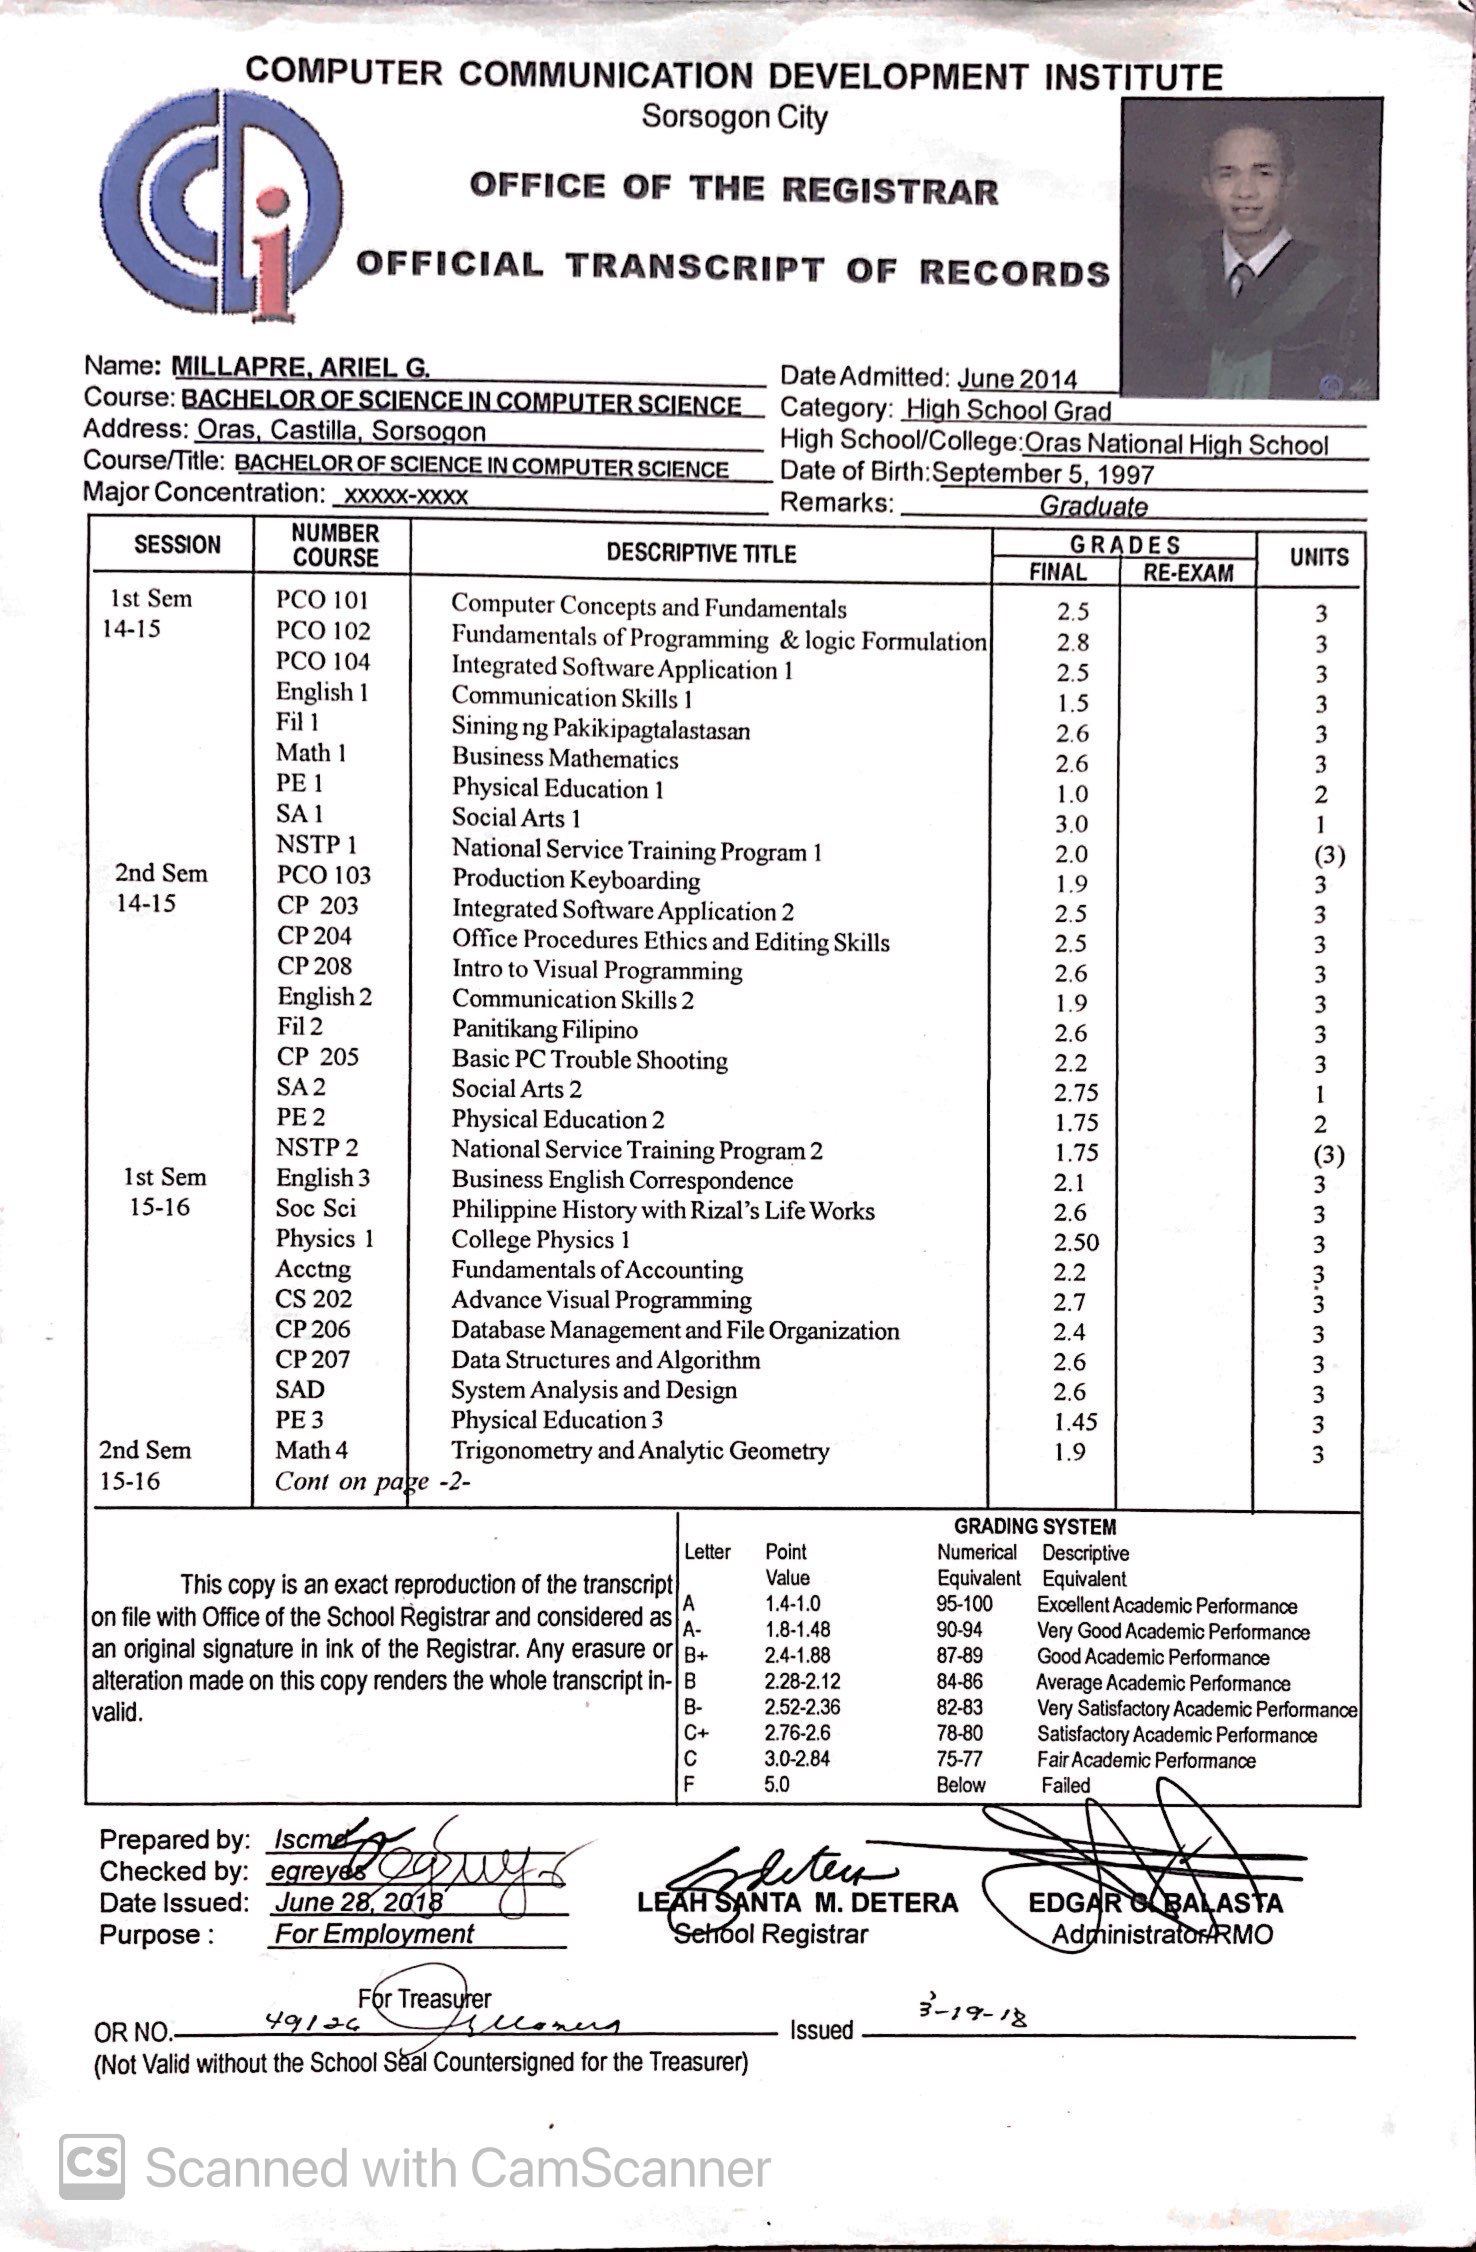 COMPUTER COMMUNICATION DEVELOPMENT INSTITUTE
Sorsogon City
OFFICE OF THE REGISTRAR
OFFICIAL TRANSCRIPT OF RECORDS
CCDi
Name: MILLAPRE, ARIEL G.
Course: BACHELOR OF SCIENCE IN COMPUTER SCIENCE
Address: Oras, Castilla, Sorsogon
Course/Title: BACHELOR OF SCIENCE IN COMPUTER SCIENCE
Major Concentration: xxxxx-xxxx
Date Admitted: June 2014
Category: High School Grad
High School/College: Oras National High School
Date of Birth: September 5, 1997
Remarks: Graduate
SESSION NUMBER COURSE DESCRIPTIVE TITLE GRADES FINAL RE-EXAM UNITS
1st Sem PCO 101 Computer Concepts and Fundamentals 2.5 3
14-15 PCO 102 Fundamentals of Programming & logic Formulation 2.8 3
PCO 104 Integrated Software Application 1 2.5 3
English 1 Communication Skills 1 1.5 3
Fil 1 Sining ng Pakikipagtalastasan 2.6 3
Math 1 Business Mathematics 2.6 3
PE 1 Physical Education 1 1.0 2
SA 1 Social Arts 1 3.0 1
NSTP 1 National Service Training Program 1 2.0 (3)
2nd Sem PCO 103 Production Keyboarding 1.9 3
14-15 CP 203 Integrated Software Application 2 2.5 3
CP 204 Office Procedures Ethics and Editing Skills 2.5 3
CP 208 Intro to Visual Programming 2.6 3
English 2 Communication Skills 2 1.9 3
Fil 2 Panitikang Filipino 2.6 3
CP 205 Basic PC Trouble Shooting 2.2 3
SA 2 Social Arts 2 2.75 1
PE 2 Physical Education 2 1.75 2
NSTP 2 National Service Training Program 2 1.75 (3)
1st Sem English 3 Business English Correspondence 2.1 3
15-16 Soc Sci Philippine History with Rizal's Life Works 2.6 3
Physics 1 College Physics 1 2.50 3
Acctng Fundamentals of Accounting 2.2 3
CS 202 Advance Visual Programming 2.7 3
CP 206 Database Management and File Organization 2.4 3
CP 207 Data Structures and Algorithm 2.6 3
SAD System Analysis and Design 2.6 3
PE 3 Physical Education 3 1.45 3
2nd Sem Math 4 Trigonometry and Analytic Geometry 1.9 3
15-16 Cont on page -2-
This copy is an exact reproduction of the transcript
on file with Office of the School Registrar and considered as
an original signature in ink of the Registrar. Any erasure or
alteration made on this copy renders the whole transcript in-
valid.
GRADING SYSTEM
Letter Point Numerical Descriptive
Value Equivalent Equivalent
A 1.4-1.0 95-100 Excellent Academic Performance
A- 1.8-1.48 90-94 Very Good Academic Performance
B+ 2.4-1.88 87-89 Good Academic Performance
B 2.28-2.12 84-86 Average Academic Performance
B- 2.52-2.36 82-83 Very Satisfactory Academic Performance
C+ 2.76-2.6 78-80 Satisfactory Academic Performance
C 3.0-2.84 75-77 Fair Academic Performance
F 5.0 Below Failed
Prepared by: lscmd
Checked by: egreyes
Date Issued: June 28, 2018
Purpose : For Employment
LEAH SANTA M. DETERA
School Registrar
EDGAR G. BALASTA
Administrator/RMO
For Treasurer
OR NO. 49126 Issued 3-19-18
(Not Valid without the School Seal Countersigned for the Treasurer)
CS Scanned with CamScanner